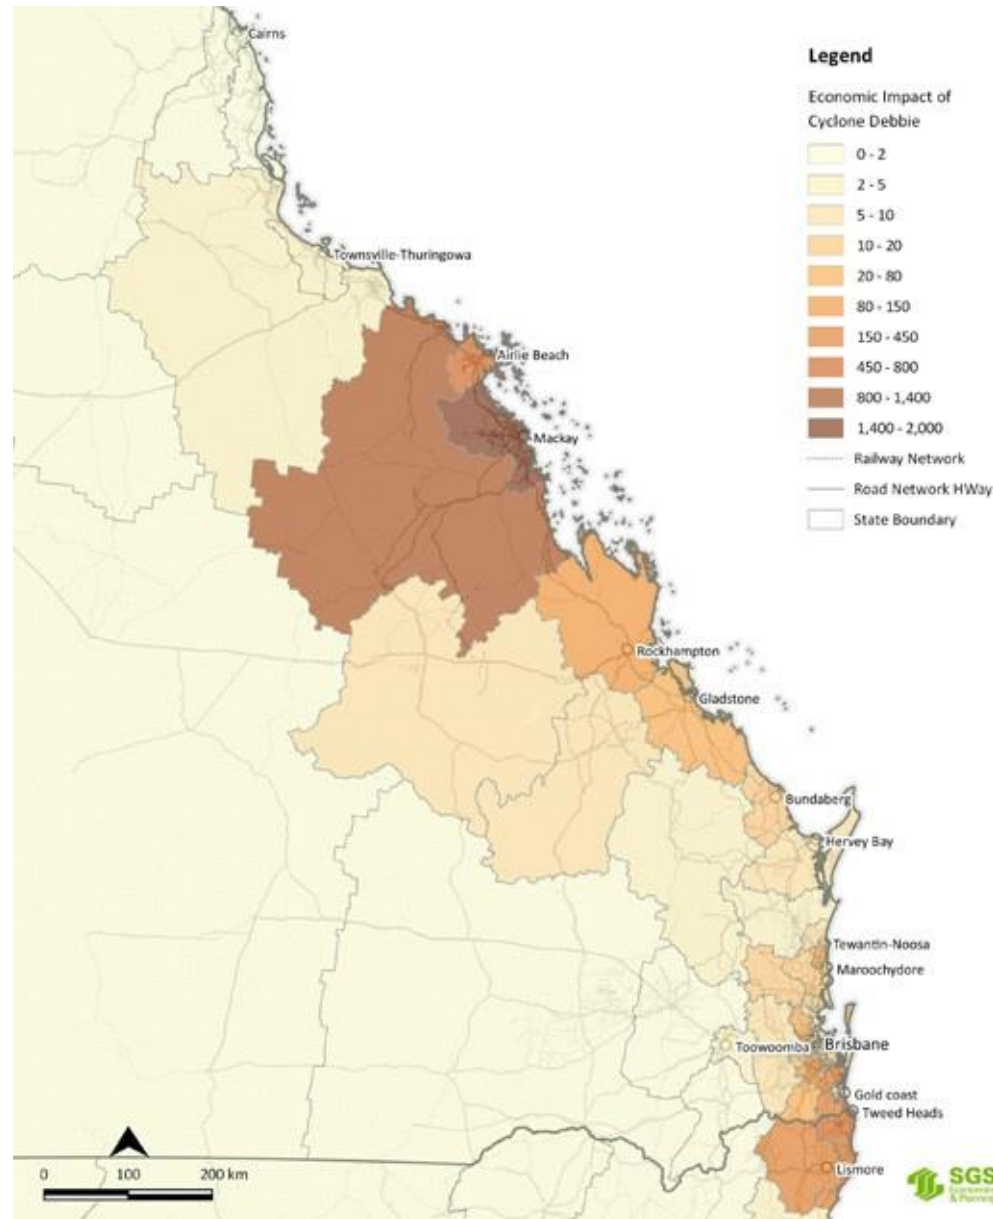 Cairns
Townsville-Thuringowa
Airlie Beach
Mackay
Rockhampton
Gladstone
Bundaberg
Hervey Bay
Tewantin-Noosa
Maroochydore
Toowoomba
Brisbane
Gold coast
Tweed Heads
Lismore
Legend
Economic Impact of
Cyclone Debbie
0 - 2
2 - 5
5 - 10
10 - 20
20 - 80
80 - 150
150 - 450
450 - 800
800 - 1,400
1,400 - 2,000
Railway Network
Road Network HWay
State Boundary
0 100 200 km
SGS
Economics
& Planning